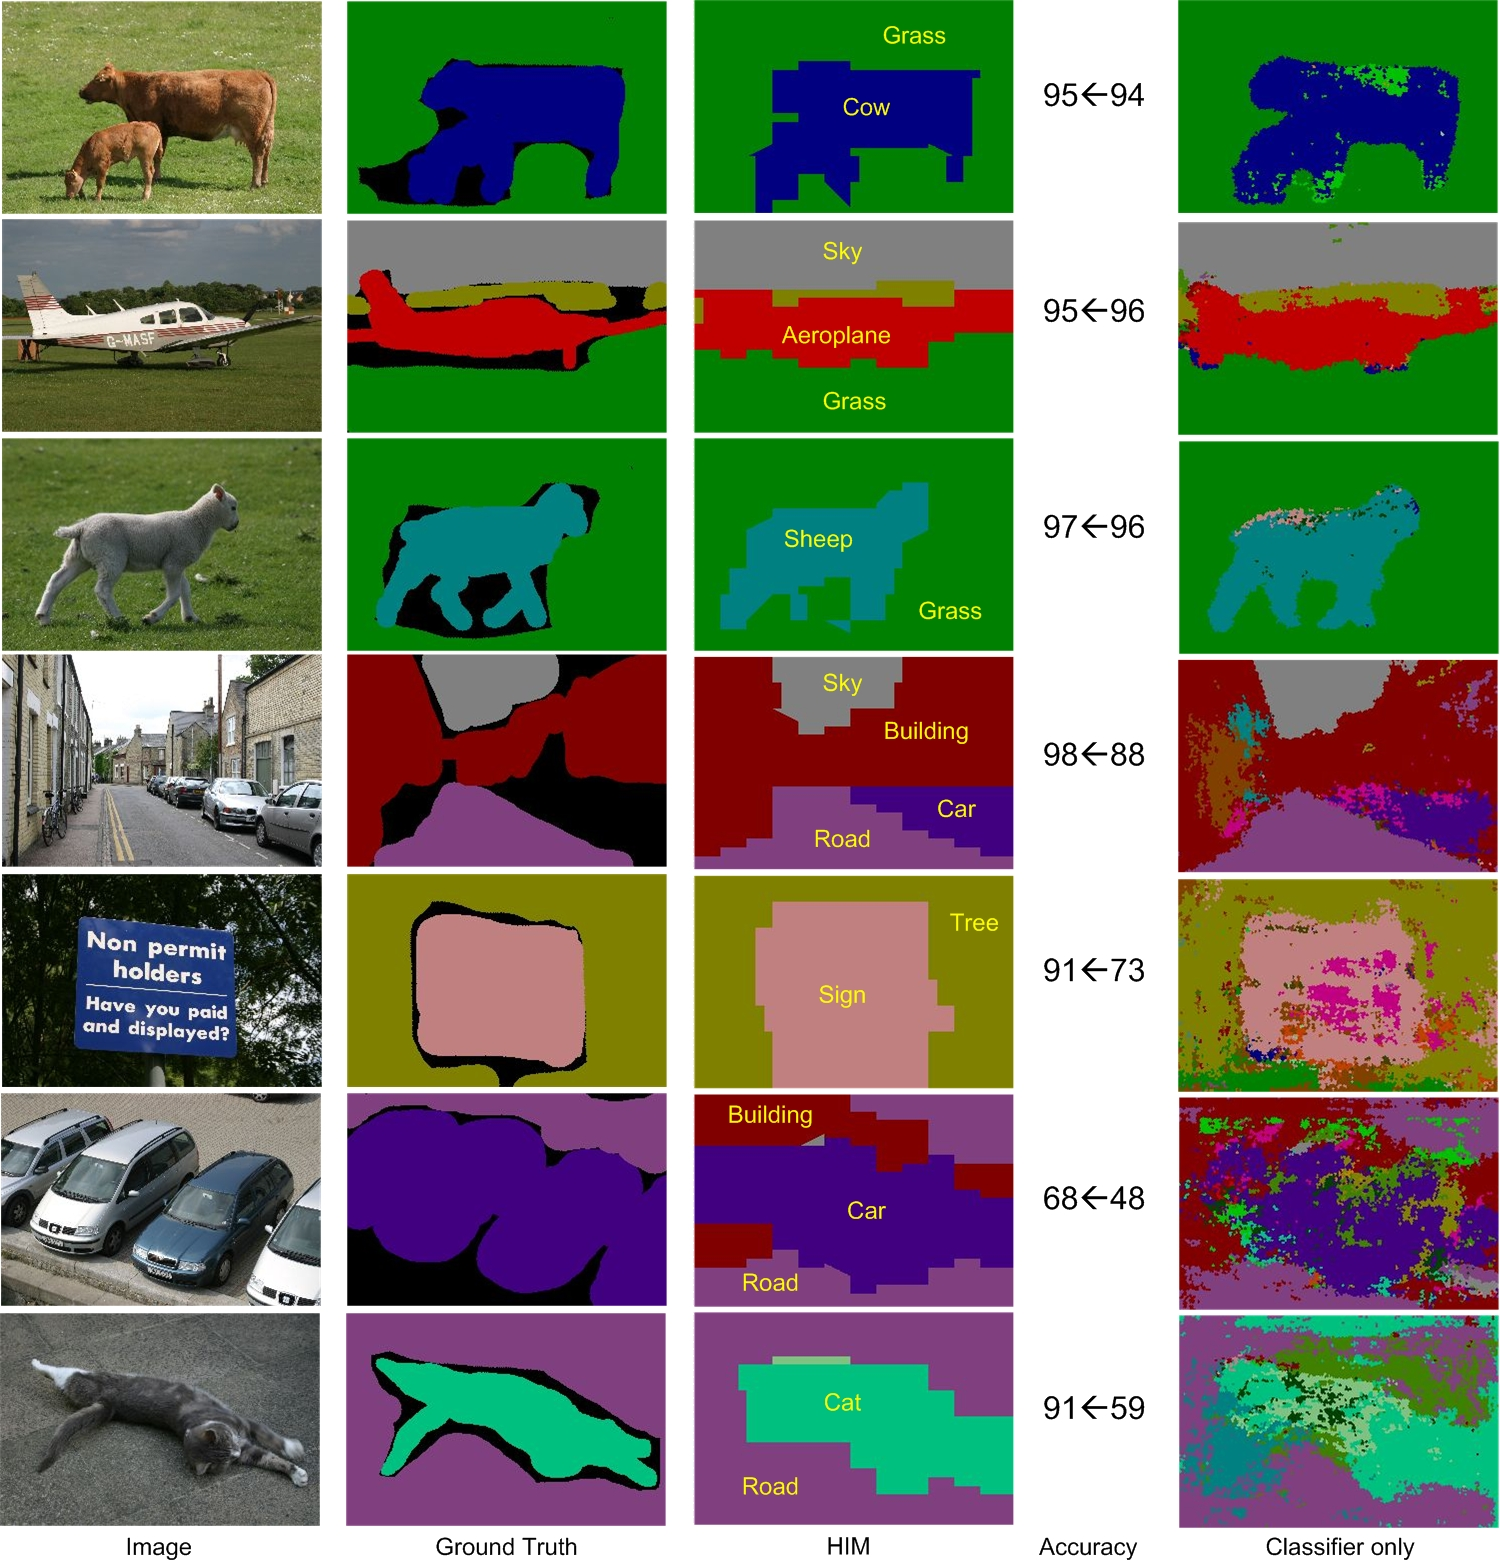 Grass
Cow
95←94
G-MASF
Sky
Aeroplane
Grass
95←96
Sheep
Grass
97←96
Sky
Building
Car
Road
98←88
Non permit
holders
Have you paid
and displayed?
Tree
Sign
91←73
Building
Car
Road
68←48
Cat
Road
91←59
Image Ground Truth HIM Accuracy Classifier only